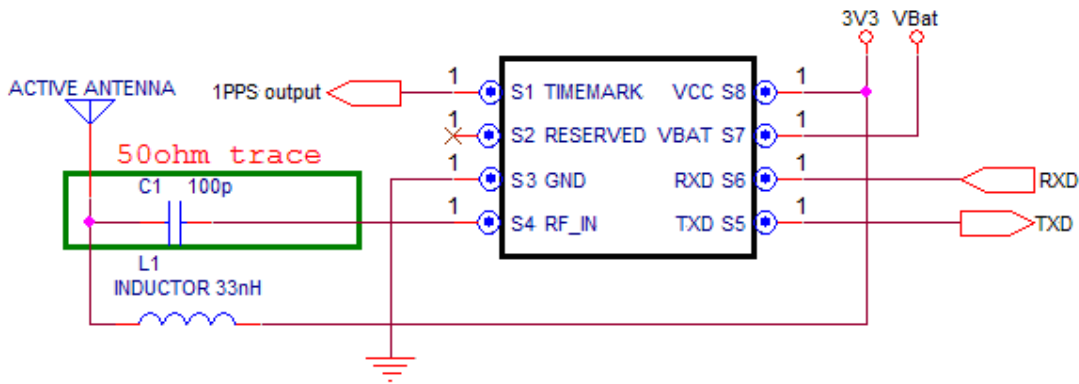 3V3 VBat
ACTIVE ANTENNA
1PPS output
1 S1 TIMEMARK VCC S8 1
1 S2 RESERVED VBAT S7 1
50ohm trace
C1 100p
1 S3 GND RXD S6 1 RXD
1 S4 RF_IN TXD S5 1 TXD
L1
INDUCTOR 33nH